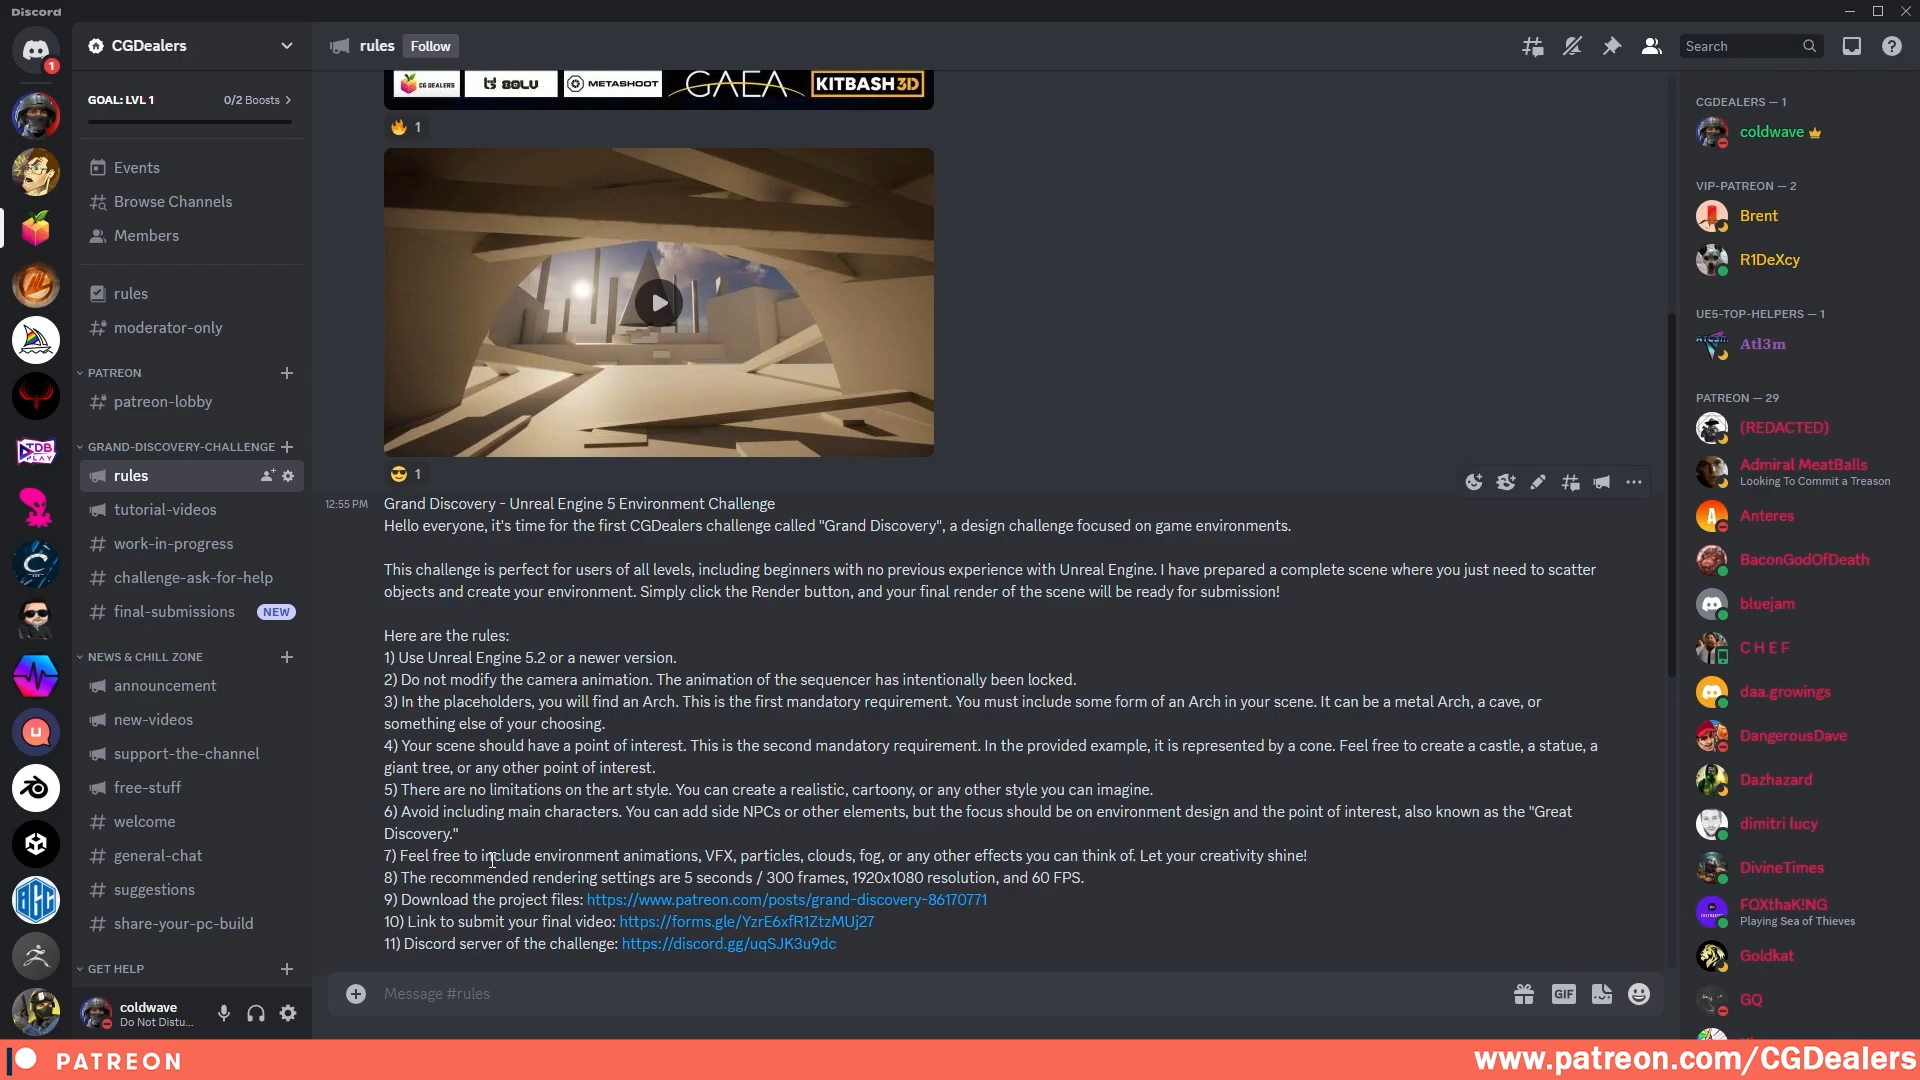 Discord
1
CGDealers
rules
Follow
Search
GOAL: LVL 1
0/2 Boosts
Events
Browse Channels
Members
rules
moderator-only
PATREON
patreon-lobby
GRAND-DISCOVERY-CHALLENGE
rules
tutorial-videos
work-in-progress
challenge-ask-for-help
final-submissions
NEW
NEWS & CHILL ZONE
announcement
new-videos
support-the-channel
free-stuff
welcome
general-chat
suggestions
share-your-pc-build
GET HELP
coldwave
Do Not Distu...
CG DEALERS
METASHOOT
GAEA
KITBASH3D
1
1
12:55 PM
Grand Discovery - Unreal Engine 5 Environment Challenge
Hello everyone, it's time for the first CGDealers challenge called "Grand Discovery", a design challenge focused on game environments.
This challenge is perfect for users of all levels, including beginners with no previous experience with Unreal Engine. I have prepared a complete scene where you just need to scatter
objects and create your environment. Simply click the Render button, and your final render of the scene will be ready for submission!
Here are the rules:
1) Use Unreal Engine 5.2 or a newer version.
2) Do not modify the camera animation. The animation of the sequencer has intentionally been locked.
3) In the placeholders, you will find an Arch. This is the first mandatory requirement. You must include some form of an Arch in your scene. It can be a metal Arch, a cave, or
something else of your choosing.
4) Your scene should have a point of interest. This is the second mandatory requirement. In the provided example, it is represented by a cone. Feel free to create a castle, a statue, a
giant tree, or any other point of interest.
5) There are no limitations on the art style. You can create a realistic, cartoony, or any other style you can imagine.
6) Avoid including main characters. You can add side NPCs or other elements, but the focus should be on environment design and the point of interest, also known as the "Great
Discovery."
7) Feel free to include environment animations, VFX, particles, clouds, fog, or any other effects you can think of. Let your creativity shine!
8) The recommended rendering settings are 5 seconds / 300 frames, 1920x1080 resolution, and 60 FPS.
9) Download the project files: https://www.patreon.com/posts/grand-discovery-86170771
10) Link to submit your final video: https://forms.gle/YzrE6xfR1ZtzMUj27
11) Discord server of the challenge: https://discord.gg/uqSJK3u9dc
Message #rules
GIF
CGDEALERS — 1
coldwave
VIP-PATREON — 2
Brent
R1DeXcy
UE5-TOP-HELPERS — 1
Atl3m
PATREON — 29
(REDACTED)
Admiral MeatBalls
Looking To Commit a Treason
Anteres
BaconGodOfDeath
bluejam
C H E F
daa.growings
DangerousDave
Dazhazard
dimitri lucy
DivineTimes
FOXthaK!NG
Playing Sea of Thieves
Goldkat
GQ
PATREON
www.patreon.com/CGDealers